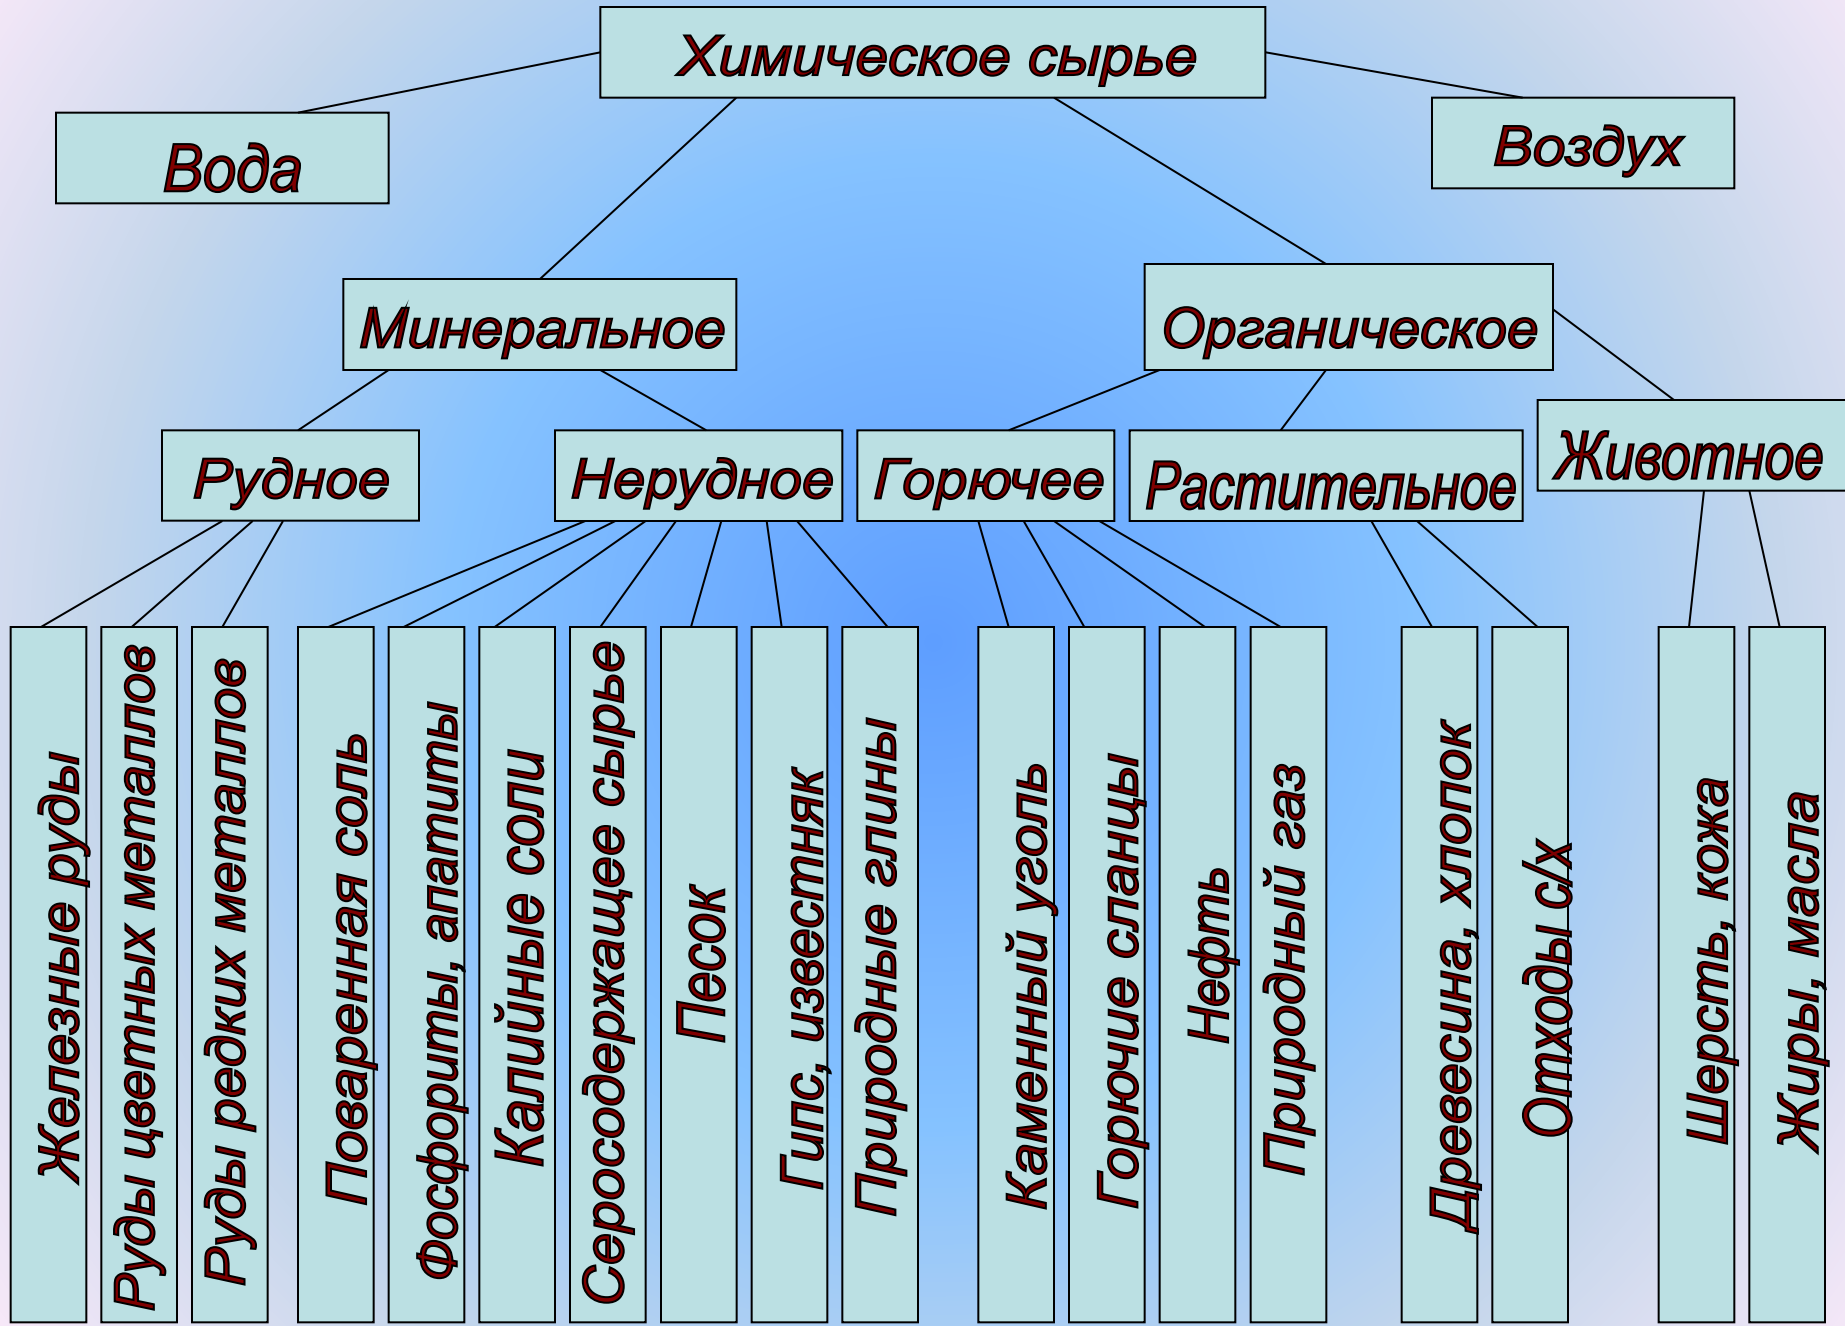 Химическое сырье
Вода
Воздух
Минеральное
Органическое
Рудное
Нерудное
Горючее
Растительное
Животное
Железные руды
Руды цветных металлов
Руды редких металлов
Поваренная соль
Фосфориты, апатиты
Калийные соли
Серосодержащее сырье
Песок
Гипс, известняк
Природные глины
Каменный уголь
Горючие сланцы
Нефть
Природный газ
Древесина, хлопок
Отходы с/х
Шерсть, кожа
Жиры, масла